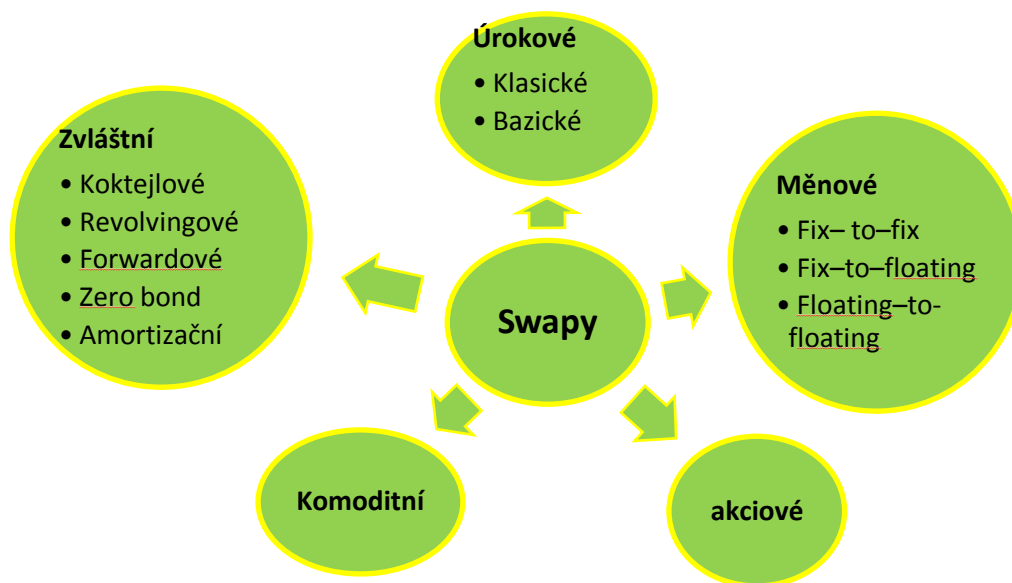 Úrokové
• Klasické
• Bazické
Zvláštní
• Koktejlové
• Revolvingové
• Forwardové
• Zero bond
• Amortizační
Měnové
• Fix– to–fix
• Fix–to–floating
• Floating–to-
floating
Swapy
Komoditní
akciové